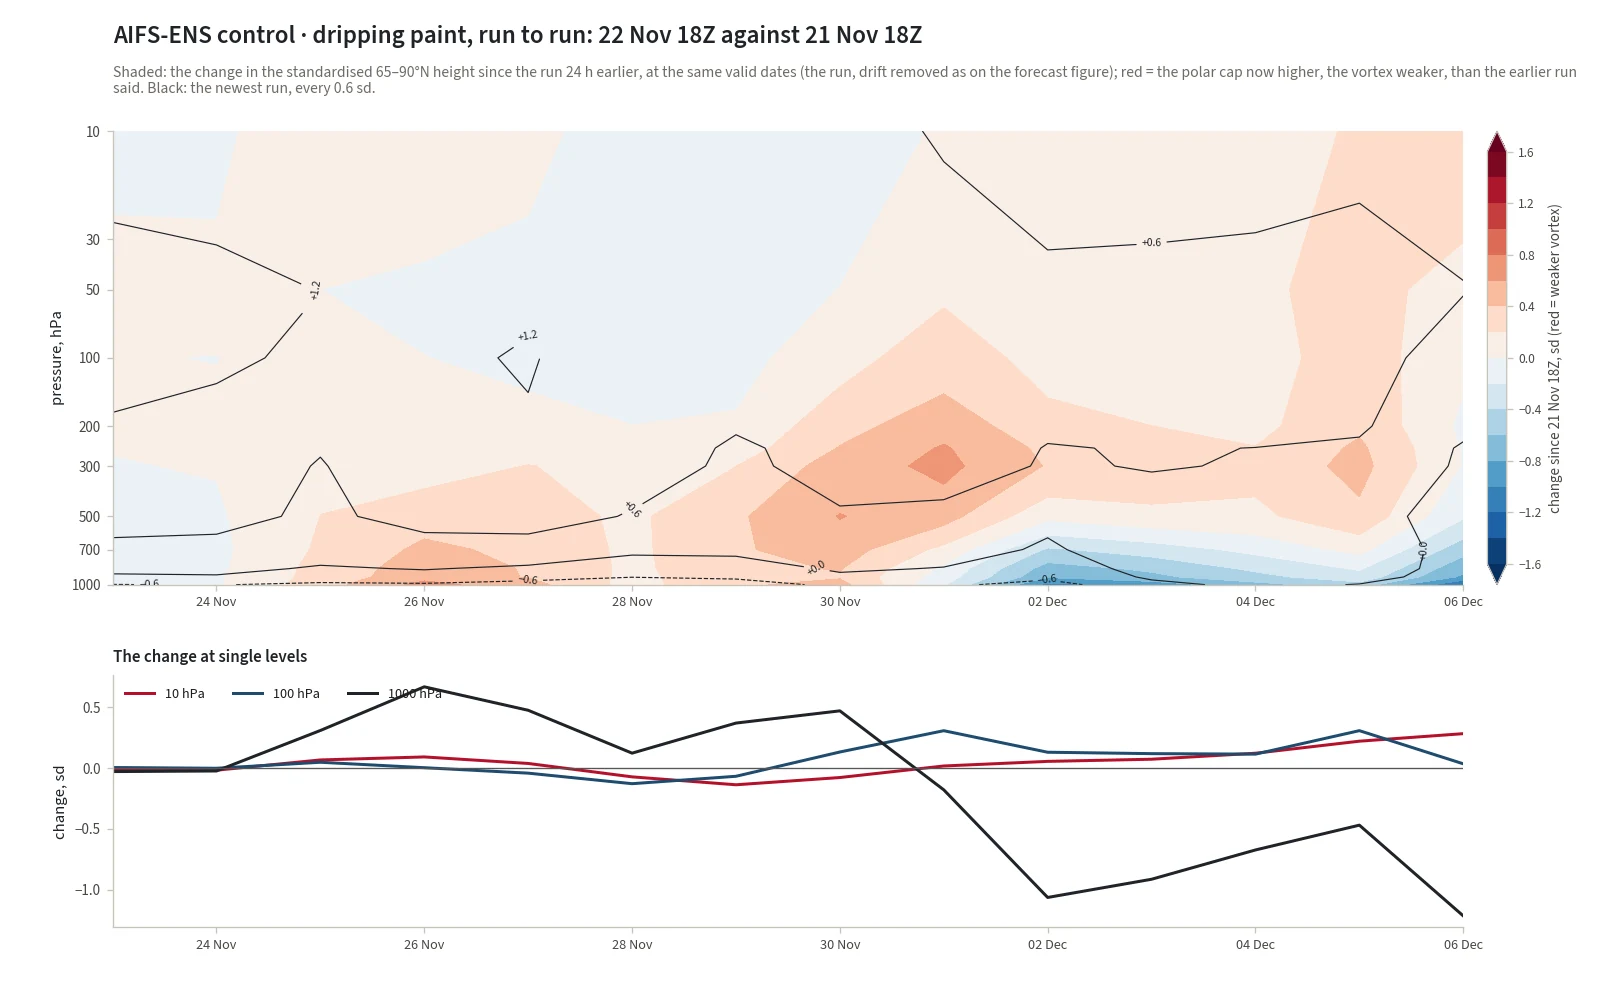 AIFS-ENS control · dripping paint, run to run: 22 Nov 18Z against 21 Nov 18Z
Shaded: the change in the standardised 65–90°N height since the run 24 h earlier, at the same valid dates (the run, drift removed as on the forecast figure); red = the polar cap now higher, the vortex weaker, than the earlier run
said. Black: the newest run, every 0.6 sd.
pressure, hPa
10
30
50
100
200
300
500
700
1000
+1.2
+1.2
+0.6
+0.6
+0.0
0.0
−0.6
−0.6
−0.6
24 Nov
26 Nov
28 Nov
30 Nov
02 Dec
04 Dec
06 Dec
1.6
1.2
0.8
0.4
0.0
−0.4
−0.8
−1.2
−1.6
change since 21 Nov 18Z, sd (red = weaker vortex)
The change at single levels
10 hPa
100 hPa
1000 hPa
change, sd
0.5
0.0
−0.5
−1.0
24 Nov
26 Nov
28 Nov
30 Nov
02 Dec
04 Dec
06 Dec